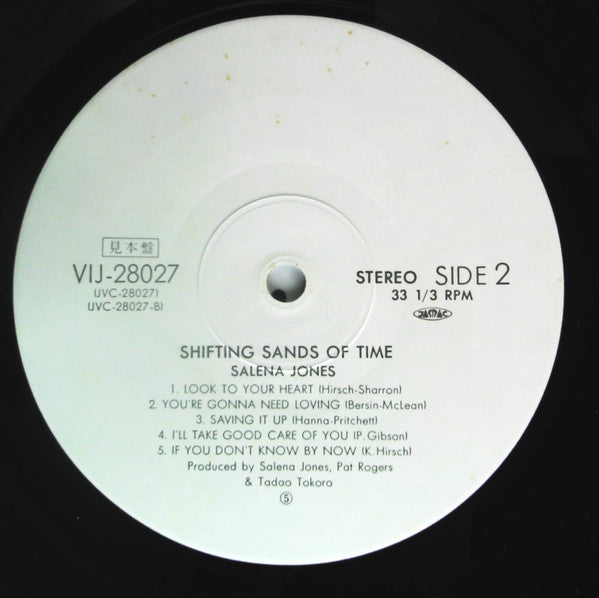 見本盤
VIJ-28027
(JVC-28027)
(JVC-28027-B)
STEREO SIDE 2
33 1/3 RPM
JASRAC
SHIFTING SANDS OF TIME
SALENA JONES
1. LOOK TO YOUR HEART (Hirsch-Sharron)
2. YOU'RE GONNA NEED LOVING (Bersin-McLean)
3. SAVING IT UP (Hanna-Pritchett)
4. I'LL TAKE GOOD CARE OF YOU (P. Gibson)
5. IF YOU DON'T KNOW BY NOW (K. Hirsch)
Produced by Salena Jones, Pat Rogers
& Tadao Tokoro
⑤